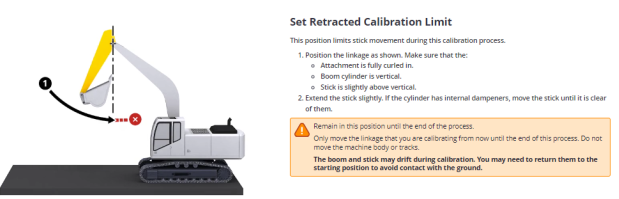 Set Retracted Calibration Limit
This position limits stick movement during this calibration process.
1. Position the linkage as shown. Make sure that the:
Attachment is fully curled in.
Boom cylinder is vertical.
Stick is slightly above vertical.
2. Extend the stick slightly. If the cylinder has internal dampeners, move the stick until it is clear
of them.
Remain in this position until the end of the process.
Only move the linkage that you are calibrating from now until the end of this process. Do not
move the machine body or tracks.
The boom and stick may drift during calibration. You may need to return them to the
starting position to avoid contact with the ground.
1